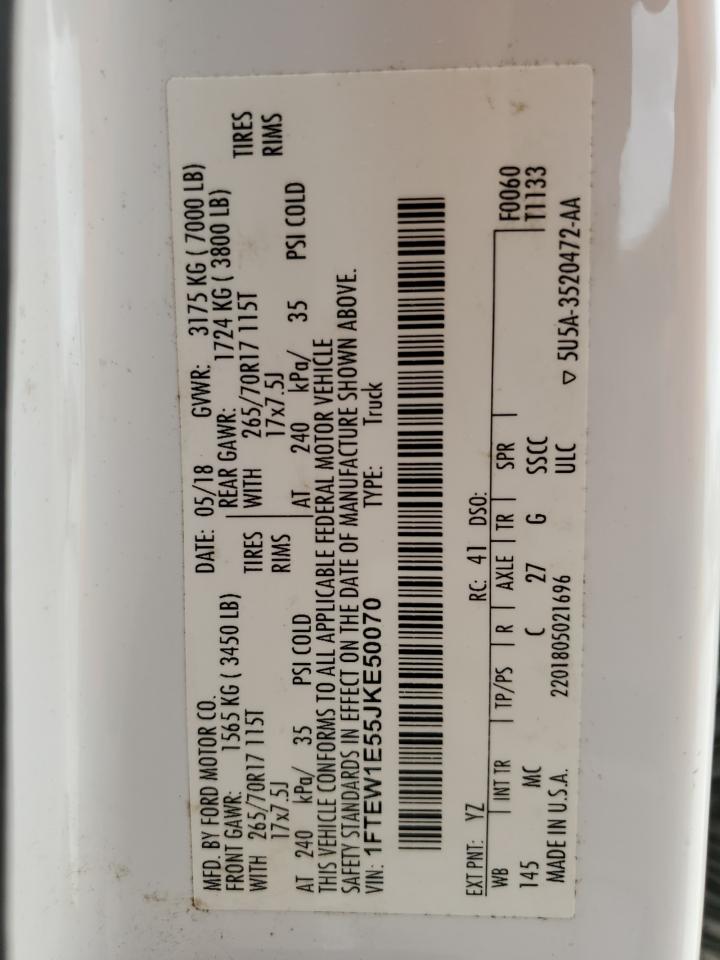 MFD. BY FORD MOTOR CO.
DATE: 05/18 GVWR: 3175 KG ( 7000 LB)
FRONT GAWR: 1565 KG ( 3450 LB)
REAR GAWR: 1724 KG ( 3800 LB)
WITH 265/70R17 115T TIRES
WITH 265/70R17 115T TIRES
17x7.5J RIMS
17x7.5J RIMS
AT 240 kPa/ 35 PSI COLD
AT 240 kPa/ 35 PSI COLD
THIS VEHICLE CONFORMS TO ALL APPLICABLE FEDERAL MOTOR VEHICLE
SAFETY STANDARDS IN EFFECT ON THE DATE OF MANUFACTURE SHOWN ABOVE.
VIN: 1FTEW1E55JKE50070 TYPE: Truck
EXT PNT: YZ RC: 41 DSO:
WB INT TR TP/PS R AXLE TR SPR F0060
145 MC C 27 G SSCC T1133
MADE IN U.S.A. 2201805021696 ULC ▽ 5U5A-3520472-AA